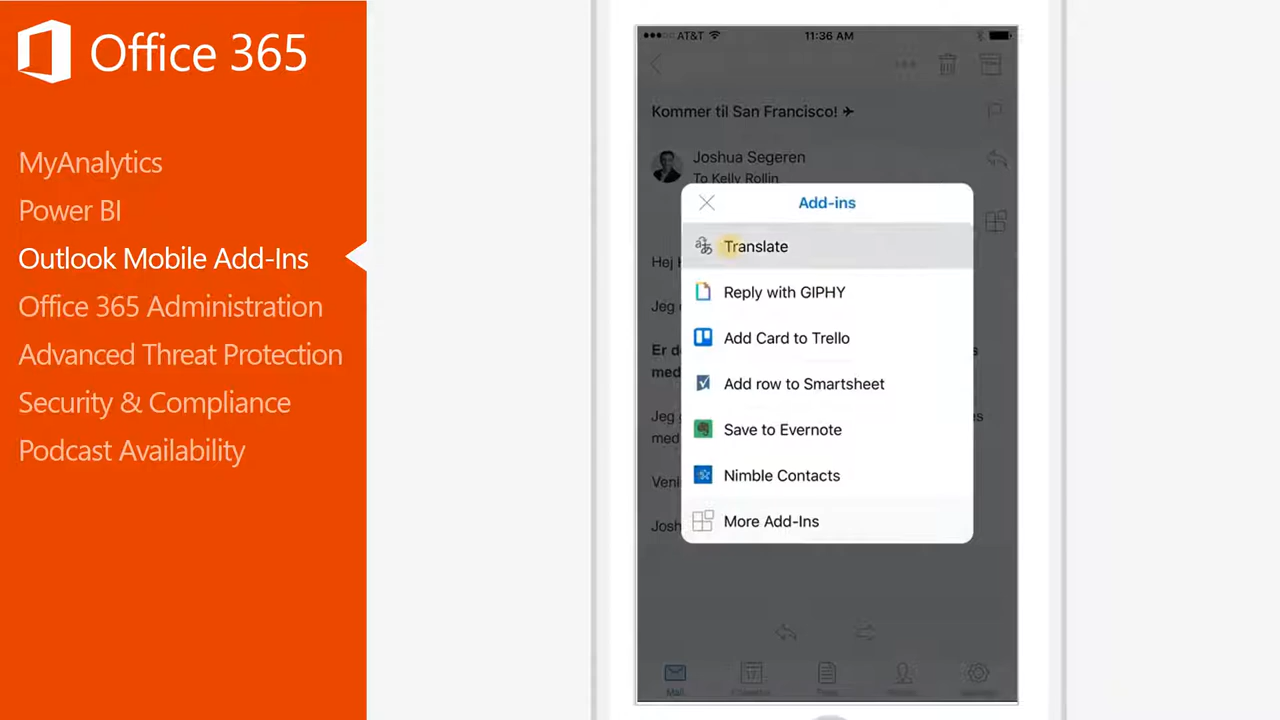 Office 365
MyAnalytics
Power BI
Outlook Mobile Add-Ins
Office 365 Administration
Advanced Threat Protection
Security & Compliance
Podcast Availability
AT&T
11:36 AM
Kommer til San Francisco! ✈
Joshua Segeren
To Kelly Rollin
Add-ins
Translate
Reply with GIPHY
Add Card to Trello
Add row to Smartsheet
Save to Evernote
Nimble Contacts
More Add-Ins
Hej
Jeg
Er
med
Jeg
med
Mail